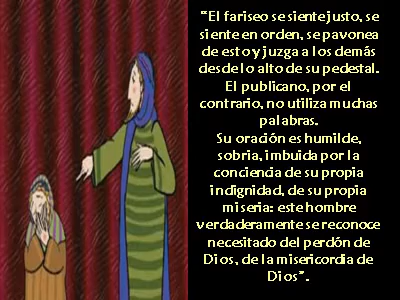 “El fariseo se siente justo, se
siente en orden, se pavonea
de esto y juzga a los demás
desde lo alto de su pedestal.
El publicano, por el
contrario, no utiliza muchas
palabras.
Su oración es humilde,
sobria, imbuida por la
conciencia de su propia
indignidad, de su propia
miseria: este hombre
verdaderamente se reconoce
necesitado del perdón de
Dios, de la misericordia de
Dios”.